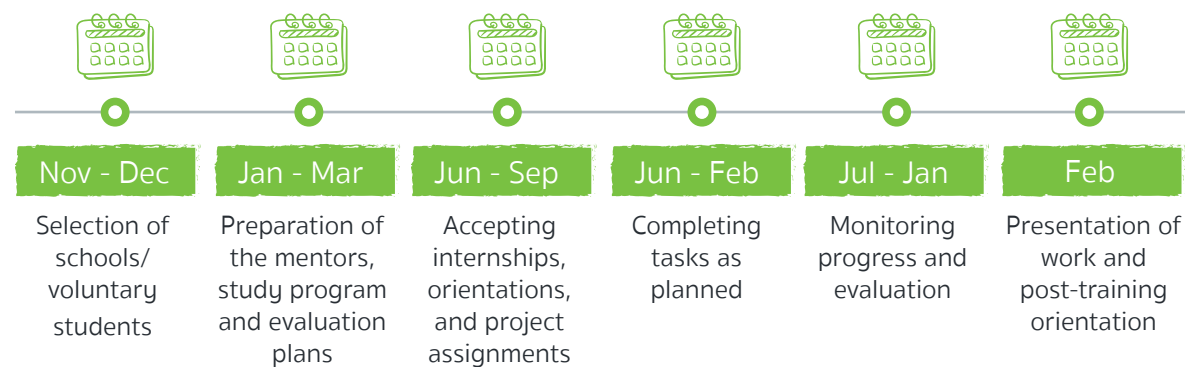 Nov - Dec
Selection of
schools/
voluntary
students
Jan - Mar
Preparation of
the mentors,
study program
and evaluation
plans
Jun - Sep
Accepting
internships,
orientations,
and project
assignments
Jun - Feb
Completing
tasks as
planned
Jul - Jan
Monitoring
progress and
evaluation
Feb
Presentation of
work and
post-training
orientation